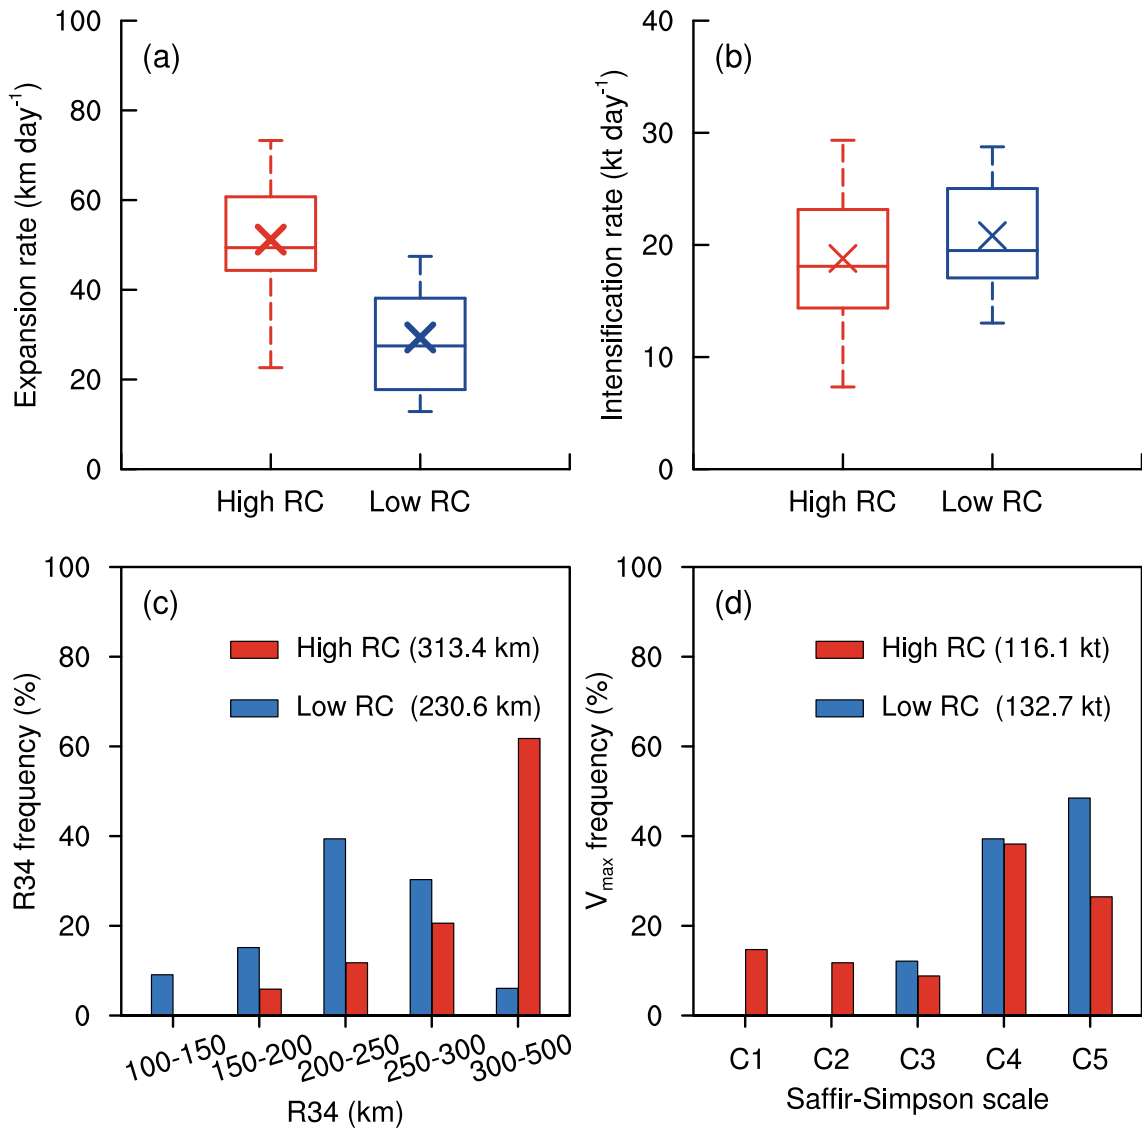 (a)
Expansion rate (km day⁻¹)
100
80
60
40
20
0
High RC
Low RC
(b)
Intensification rate (kt day⁻¹)
40
30
20
10
0
High RC
Low RC
(c)
R34 frequency (%)
100
80
60
40
20
0
High RC (313.4 km)
Low RC (230.6 km)
100-150
150-200
200-250
250-300
300-500
R34 (km)
(d)
Vmax frequency (%)
100
80
60
40
20
0
High RC (116.1 kt)
Low RC (132.7 kt)
C1
C2
C3
C4
C5
Saffir-Simpson scale